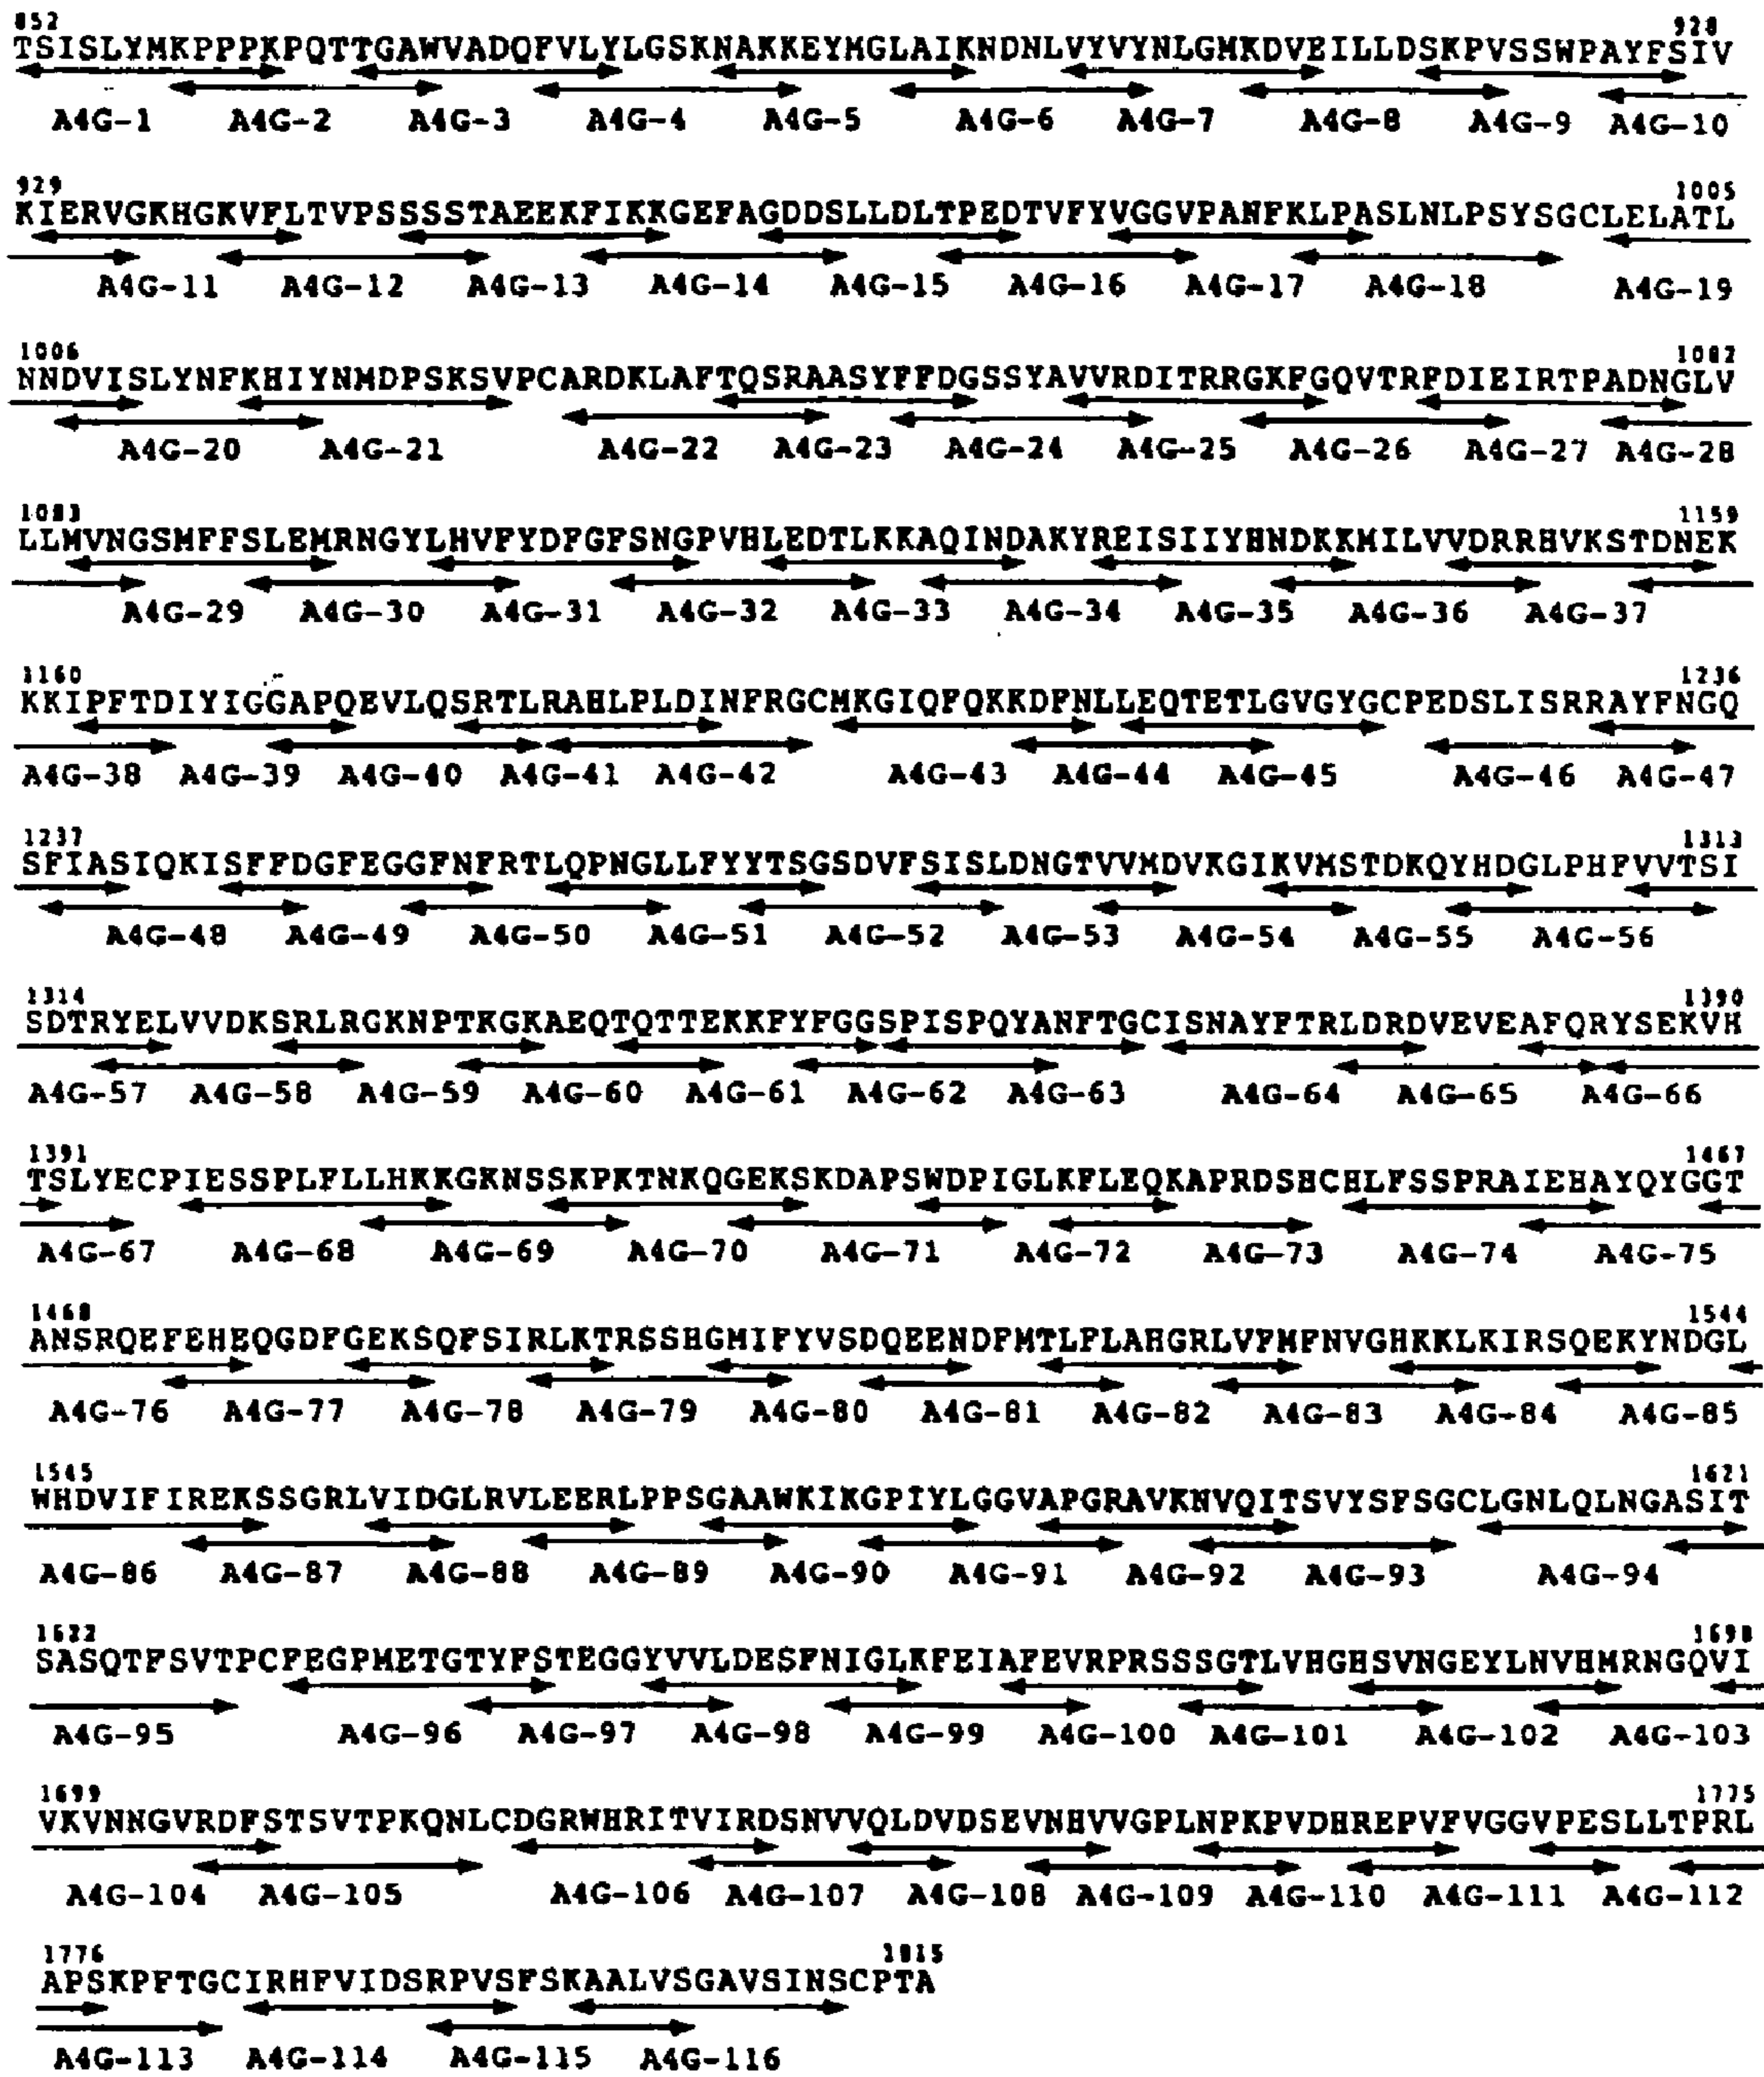 852 928
TSISLYMKPPPKPQTTGAWVADQFVLYLGSKNAKKEYMGLAIKNDNLVYVYNLGMKDVEILLDSKPVSSWPAYFSIV
A4G-1 A4G-2 A4G-3 A4G-4 A4G-5 A4G-6 A4G-7 A4G-8 A4G-9 A4G-10
929 1005
KIERVGKHGKVFLTVPSSSSTAEEKFIKKGEFAGDDSLLDLTPEDTVFYVGGVPANFKLPASLNLPSYSGCLELATL
A4G-11 A4G-12 A4G-13 A4G-14 A4G-15 A4G-16 A4G-17 A4G-18 A4G-19
1006 1082
NNDVISLYNFKHIYNMDPSKSVPCARDKLAFTQSRAASYFFDGSSYAVVRDITRRGKFGQVTRFDIEIRTPADNGLV
A4G-20 A4G-21 A4G-22 A4G-23 A4G-24 A4G-25 A4G-26 A4G-27 A4G-28
1083 1159
LLMVNGSMFFSLEMRNGYLHVFYDFGFSNGPVHLEDTLKKAQINDAKYREISIIYHNDKKMILVVDRRHVKSTDNEK
A4G-29 A4G-30 A4G-31 A4G-32 A4G-33 A4G-34 A4G-35 A4G-36 A4G-37
1160 1236
KKIPFTDIYIGGAPQEVLQSRTLRAHLPLDINFRGCMKGIQFQKKDFNLLEQTETLGVGYGCPEDSLISRRAYFNGQ
A4G-38 A4G-39 A4G-40 A4G-41 A4G-42 A4G-43 A4G-44 A4G-45 A4G-46 A4G-47
1237 1313
SFIASIQKISFFDGFEGGFNFRTLQPNGLLFYYTSGSDVFSISLDNGTVVMDVKGIKVMSTDKQYHDGLPHFVVTSI
A4G-48 A4G-49 A4G-50 A4G-51 A4G-52 A4G-53 A4G-54 A4G-55 A4G-56
1314 1390
SDTRYELVVDKSRLRGKNPTKGKAEQTQTTEKKFYFGGSPISPQYANFTGCISNAYFTRLDRDVEVEAFQRYSEKVH
A4G-57 A4G-58 A4G-59 A4G-60 A4G-61 A4G-62 A4G-63 A4G-64 A4G-65 A4G-66
1391 1467
TSLYECPIESSPLFLLHKKGKNSSKPKTNKQGEKSKDAPSWDPIGLKFLEQKAPRDSHCHLFSSPRAIEHAYQYGGT
A4G-67 A4G-68 A4G-69 A4G-70 A4G-71 A4G-72 A4G-73 A4G-74 A4G-75
1468 1544
ANSRQEFEHEQGDFGEKSQFSIRLKTRSSHGMIFYVSDQEENDFMTLFLAHGRLVFMFNVGHKKLKIRSQEKYNDGL
A4G-76 A4G-77 A4G-78 A4G-79 A4G-80 A4G-81 A4G-82 A4G-83 A4G-84 A4G-85
1545 1621
WHDVIFIREKSSGRLVIDGLRVLEERLPPSGAAWKIKGPIYLGGVAPGRAVKNVQITSVYSFSGCLGNLQLNGASIT
A4G-86 A4G-87 A4G-88 A4G-89 A4G-90 A4G-91 A4G-92 A4G-93 A4G-94
1622 1698
SASQTFSVTPCFEGPMETGTYFSTEGGYVVLDESFNIGLKFEIAFEVRPRSSSGTLVHGHSVNGEYLNVHMRNGQVI
A4G-95 A4G-96 A4G-97 A4G-98 A4G-99 A4G-100 A4G-101 A4G-102 A4G-103
1699 1775
VKVNNGVRDFSTSVTPKQNLCDGRWHRITVIRDSNVVQLDVDSEVNHVVGPLNPKPVDHREPVFVGGVPESLLTPRL
A4G-104 A4G-105 A4G-106 A4G-107 A4G-108 A4G-109 A4G-110 A4G-111 A4G-112
1776 1815
APSKPFTGCIRHFVIDSRPVSFSKAALVSGAVSINSCPTA
A4G-113 A4G-114 A4G-115 A4G-116